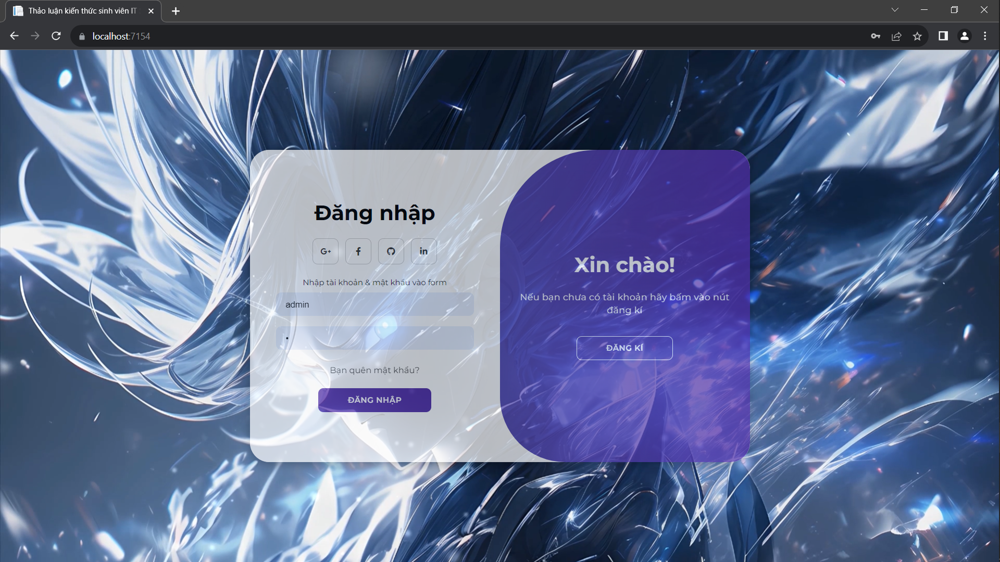 Thảo luận kiến thức sinh viên IT
localhost:7154
Đăng nhập
G+
f
in
Nhập tài khoản & mật khẩu vào form
admin
•
Bạn quên mật khẩu?
ĐĂNG NHẬP
Xin chào!
Nếu bạn chưa có tài khoản hãy bấm vào nút
đăng kí
ĐĂNG KÍ